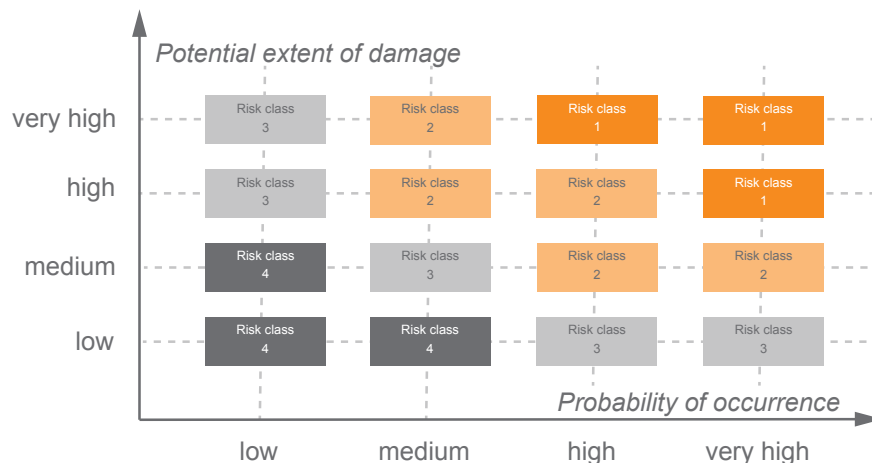 Potential extent of damage
very high
Risk class
3
Risk class
2
Risk class
1
Risk class
1
high
Risk class
3
Risk class
2
Risk class
2
Risk class
1
medium
Risk class
4
Risk class
3
Risk class
2
Risk class
2
low
Risk class
4
Risk class
4
Risk class
3
Risk class
3
Probability of occurrence
low
medium
high
very high